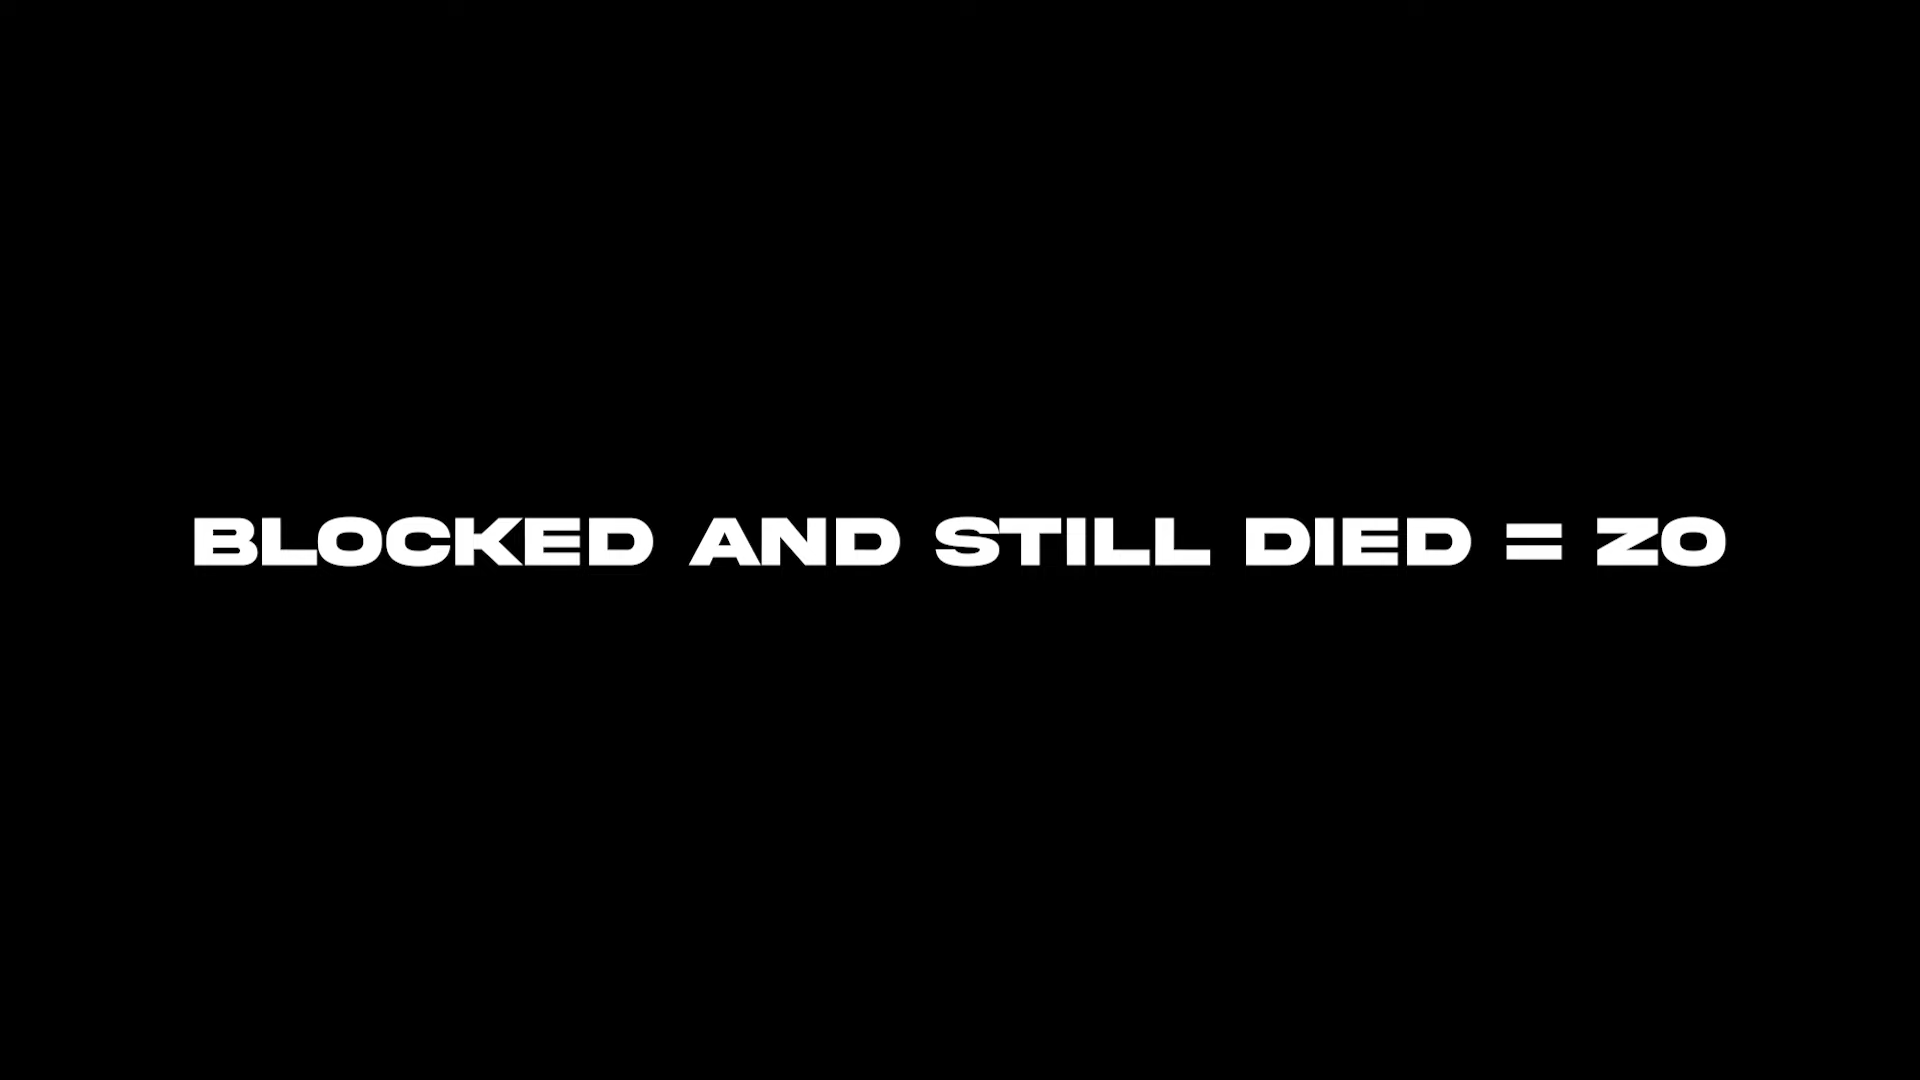 BLOCKED AND STILL DIED = ZO